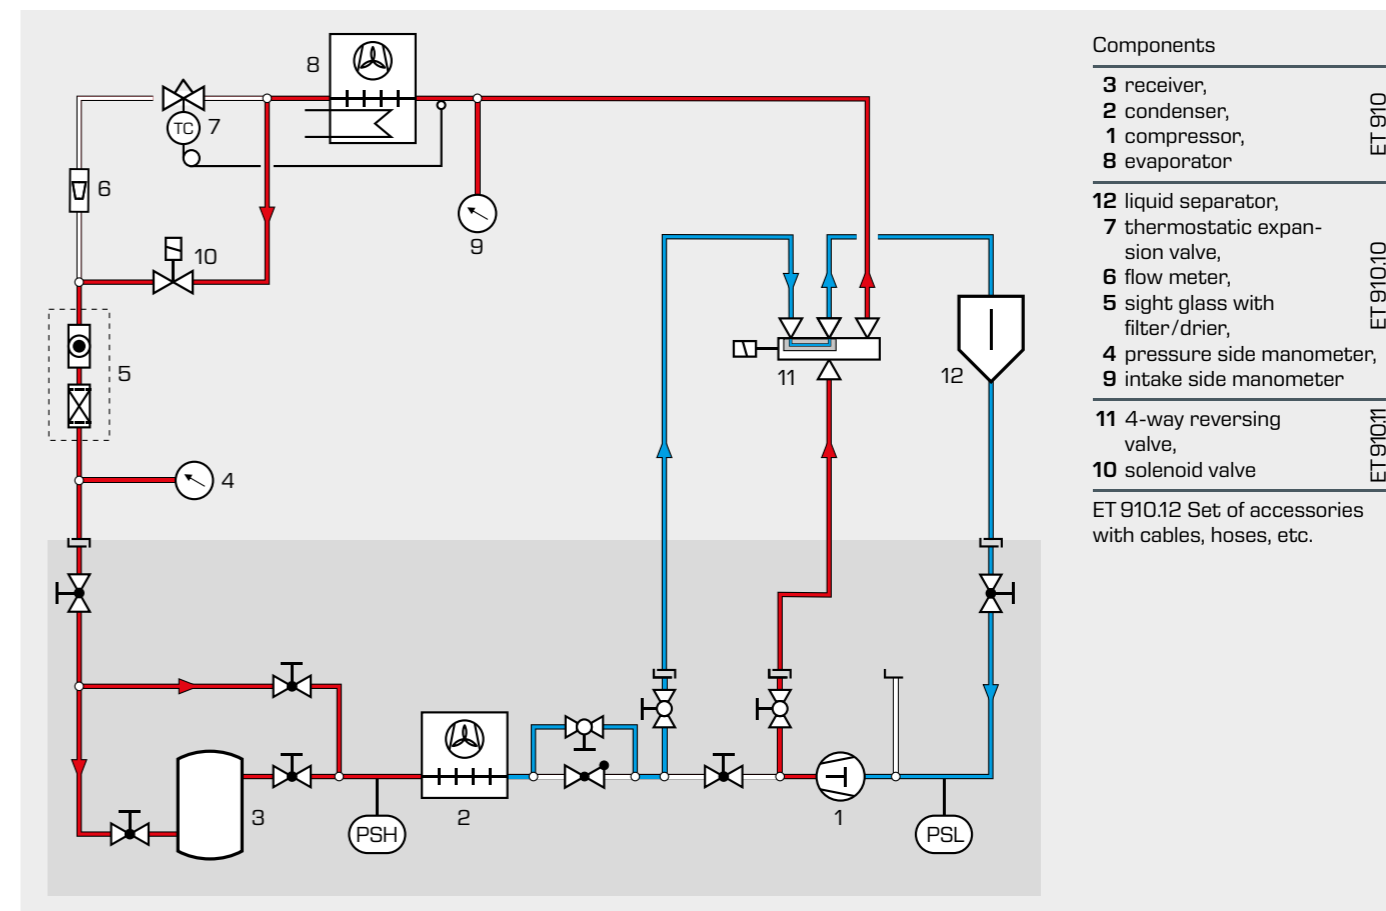 Components
3 receiver,
2 condenser,
1 compressor,
8 evaporator
ET 910
12 liquid separator,
7 thermostatic expan-
sion valve,
6 flow meter,
5 sight glass with
filter/drier,
4 pressure side manometer,
9 intake side manometer
ET 910.10
11 4-way reversing
valve,
10 solenoid valve
ET 910.11
ET 910.12 Set of accessories
with cables, hoses, etc.
8
TC 7
6
9
10
5
11
12
4
3
PSH
2
1
PSL